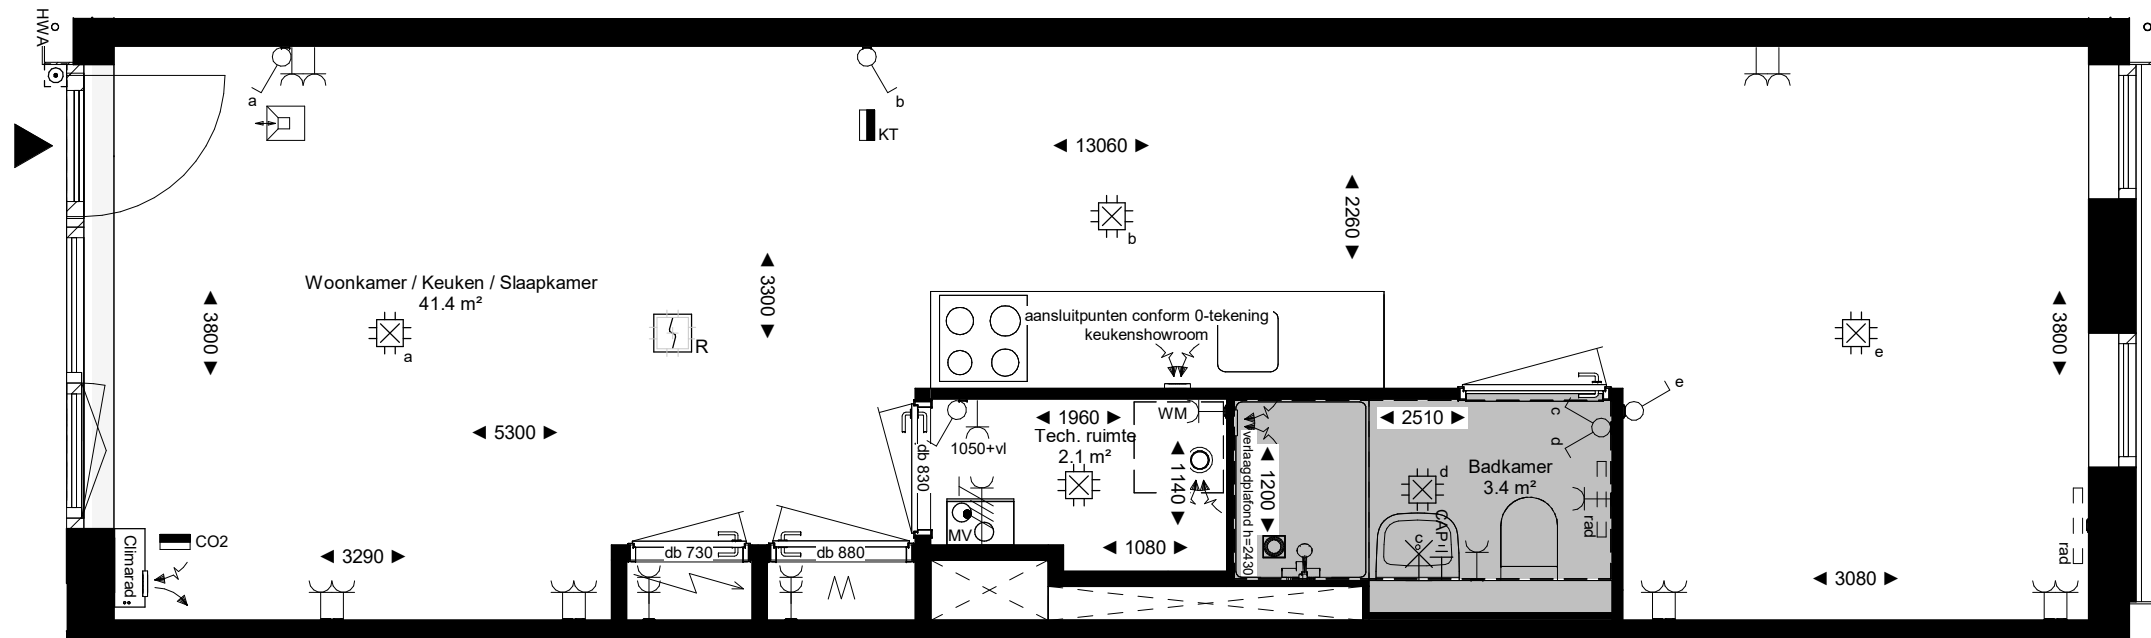 HWA
a
b
KT
◄ 13060 ►
◄ 2260 ►
b
Woonkamer / Keuken / Slaapkamer
41.4 m²
◄ 3800 ►
a
R
◄ 3300 ►
aansluitpunten conform 0-tekening
keukenshowroom
e
◄ 3800 ►
e
◄ 5300 ►
db 830
1050+vl
◄ 1960 ►
Tech. ruimte
2.1 m²
WM
◄ 1140 ►
verlaagdplafond h=2430
◄ 1200 ►
◄ 2510 ►
c
d
Badkamer
3.4 m²
d
CAP
c
rad
rad
MV
Climarad
CO2
◄ 3290 ►
db 730
db 880
◄ 1080 ►
◄ 3080 ►